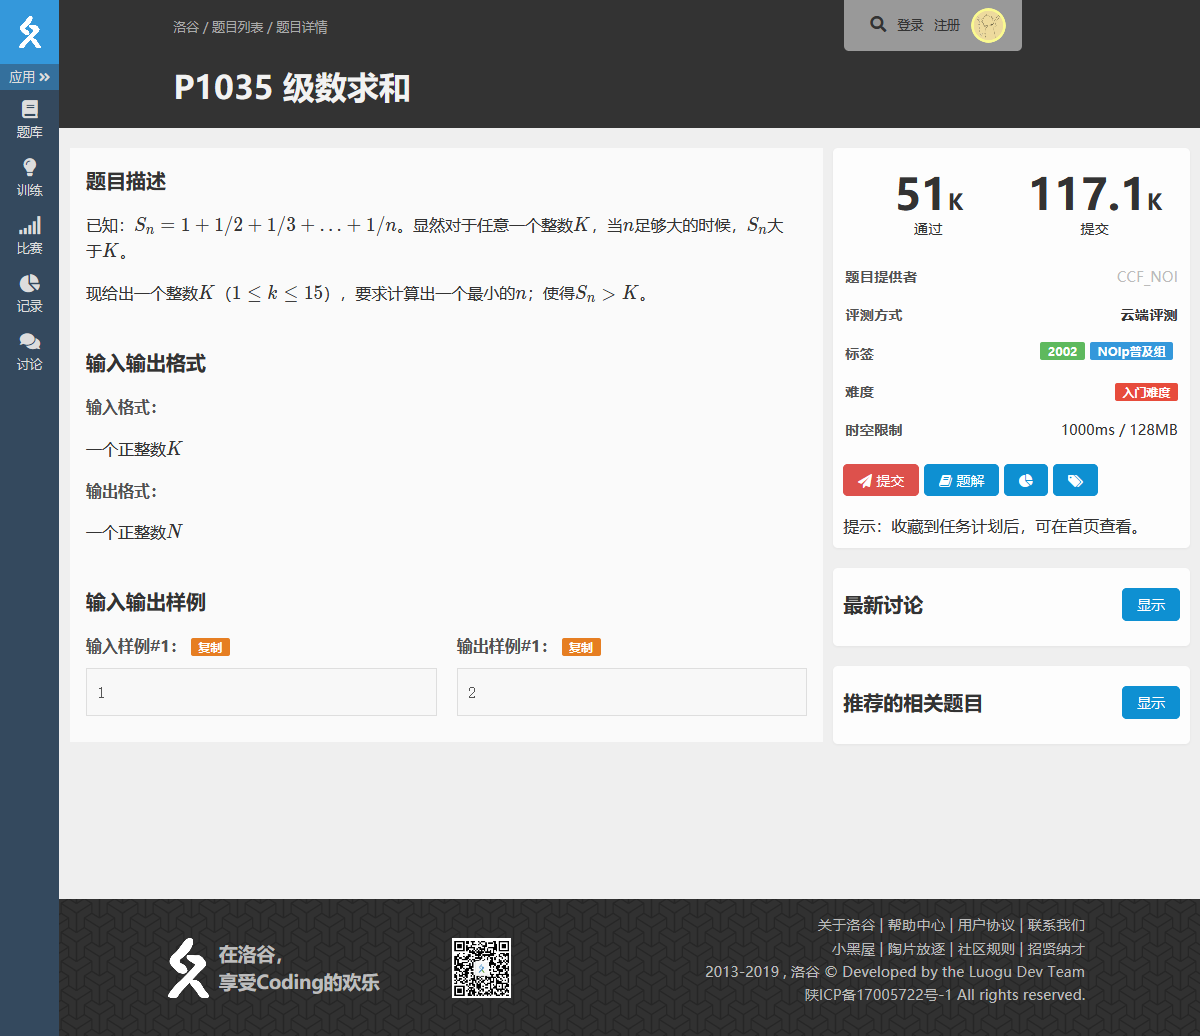 洛谷 / 题目列表 / 题目详情
登录 注册
P1035 级数求和
应用
题库
训练
比赛
记录
讨论
题目描述
已知：Sn = 1 + 1/2 + 1/3 + … + 1/n。显然对于任意一个整数K，当n足够大的时候，Sn大
于K。
现给出一个整数K（1 ≤ k ≤ 15），要求计算出一个最小的n；使得Sn > K。
输入输出格式
输入格式：
一个正整数K
输出格式：
一个正整数N
输入输出样例
输入样例#1： 复制
1
输出样例#1： 复制
2
51K
通过
117.1K
提交
题目提供者 CCF_NOI
评测方式 云端评测
标签 2002 NOIp普及组
难度 入门难度
时空限制 1000ms / 128MB
提交 题解
提示：收藏到任务计划后，可在首页查看。
最新讨论 显示
推荐的相关题目 显示
在洛谷，
享受Coding的欢乐
关于洛谷 | 帮助中心 | 用户协议 | 联系我们
小黑屋 | 陶片放逐 | 社区规则 | 招贤纳才
2013-2019 , 洛谷 © Developed by the Luogu Dev Team
陕ICP备17005722号-1 All rights reserved.